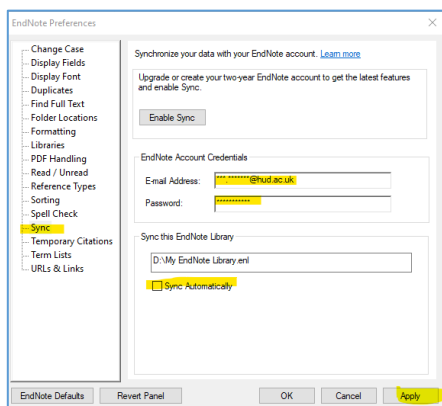 EndNote Preferences
Change Case
Display Fields
Display Font
Duplicates
Find Full Text
Folder Locations
Formatting
Libraries
PDF Handling
Read / Unread
Reference Types
Sorting
Spell Check
Sync
Temporary Citations
Term Lists
URLs & Links
Synchronize your data with your EndNote account. Learn more
Upgrade or create your two-year EndNote account to get the latest features
and enable Sync.
Enable Sync
EndNote Account Credentials
E-mail Address: ***.*******@hud.ac.uk
Password: ***********
Sync this EndNote Library
D:\My EndNote Library.enl
Sync Automatically
EndNote Defaults Revert Panel OK Cancel Apply